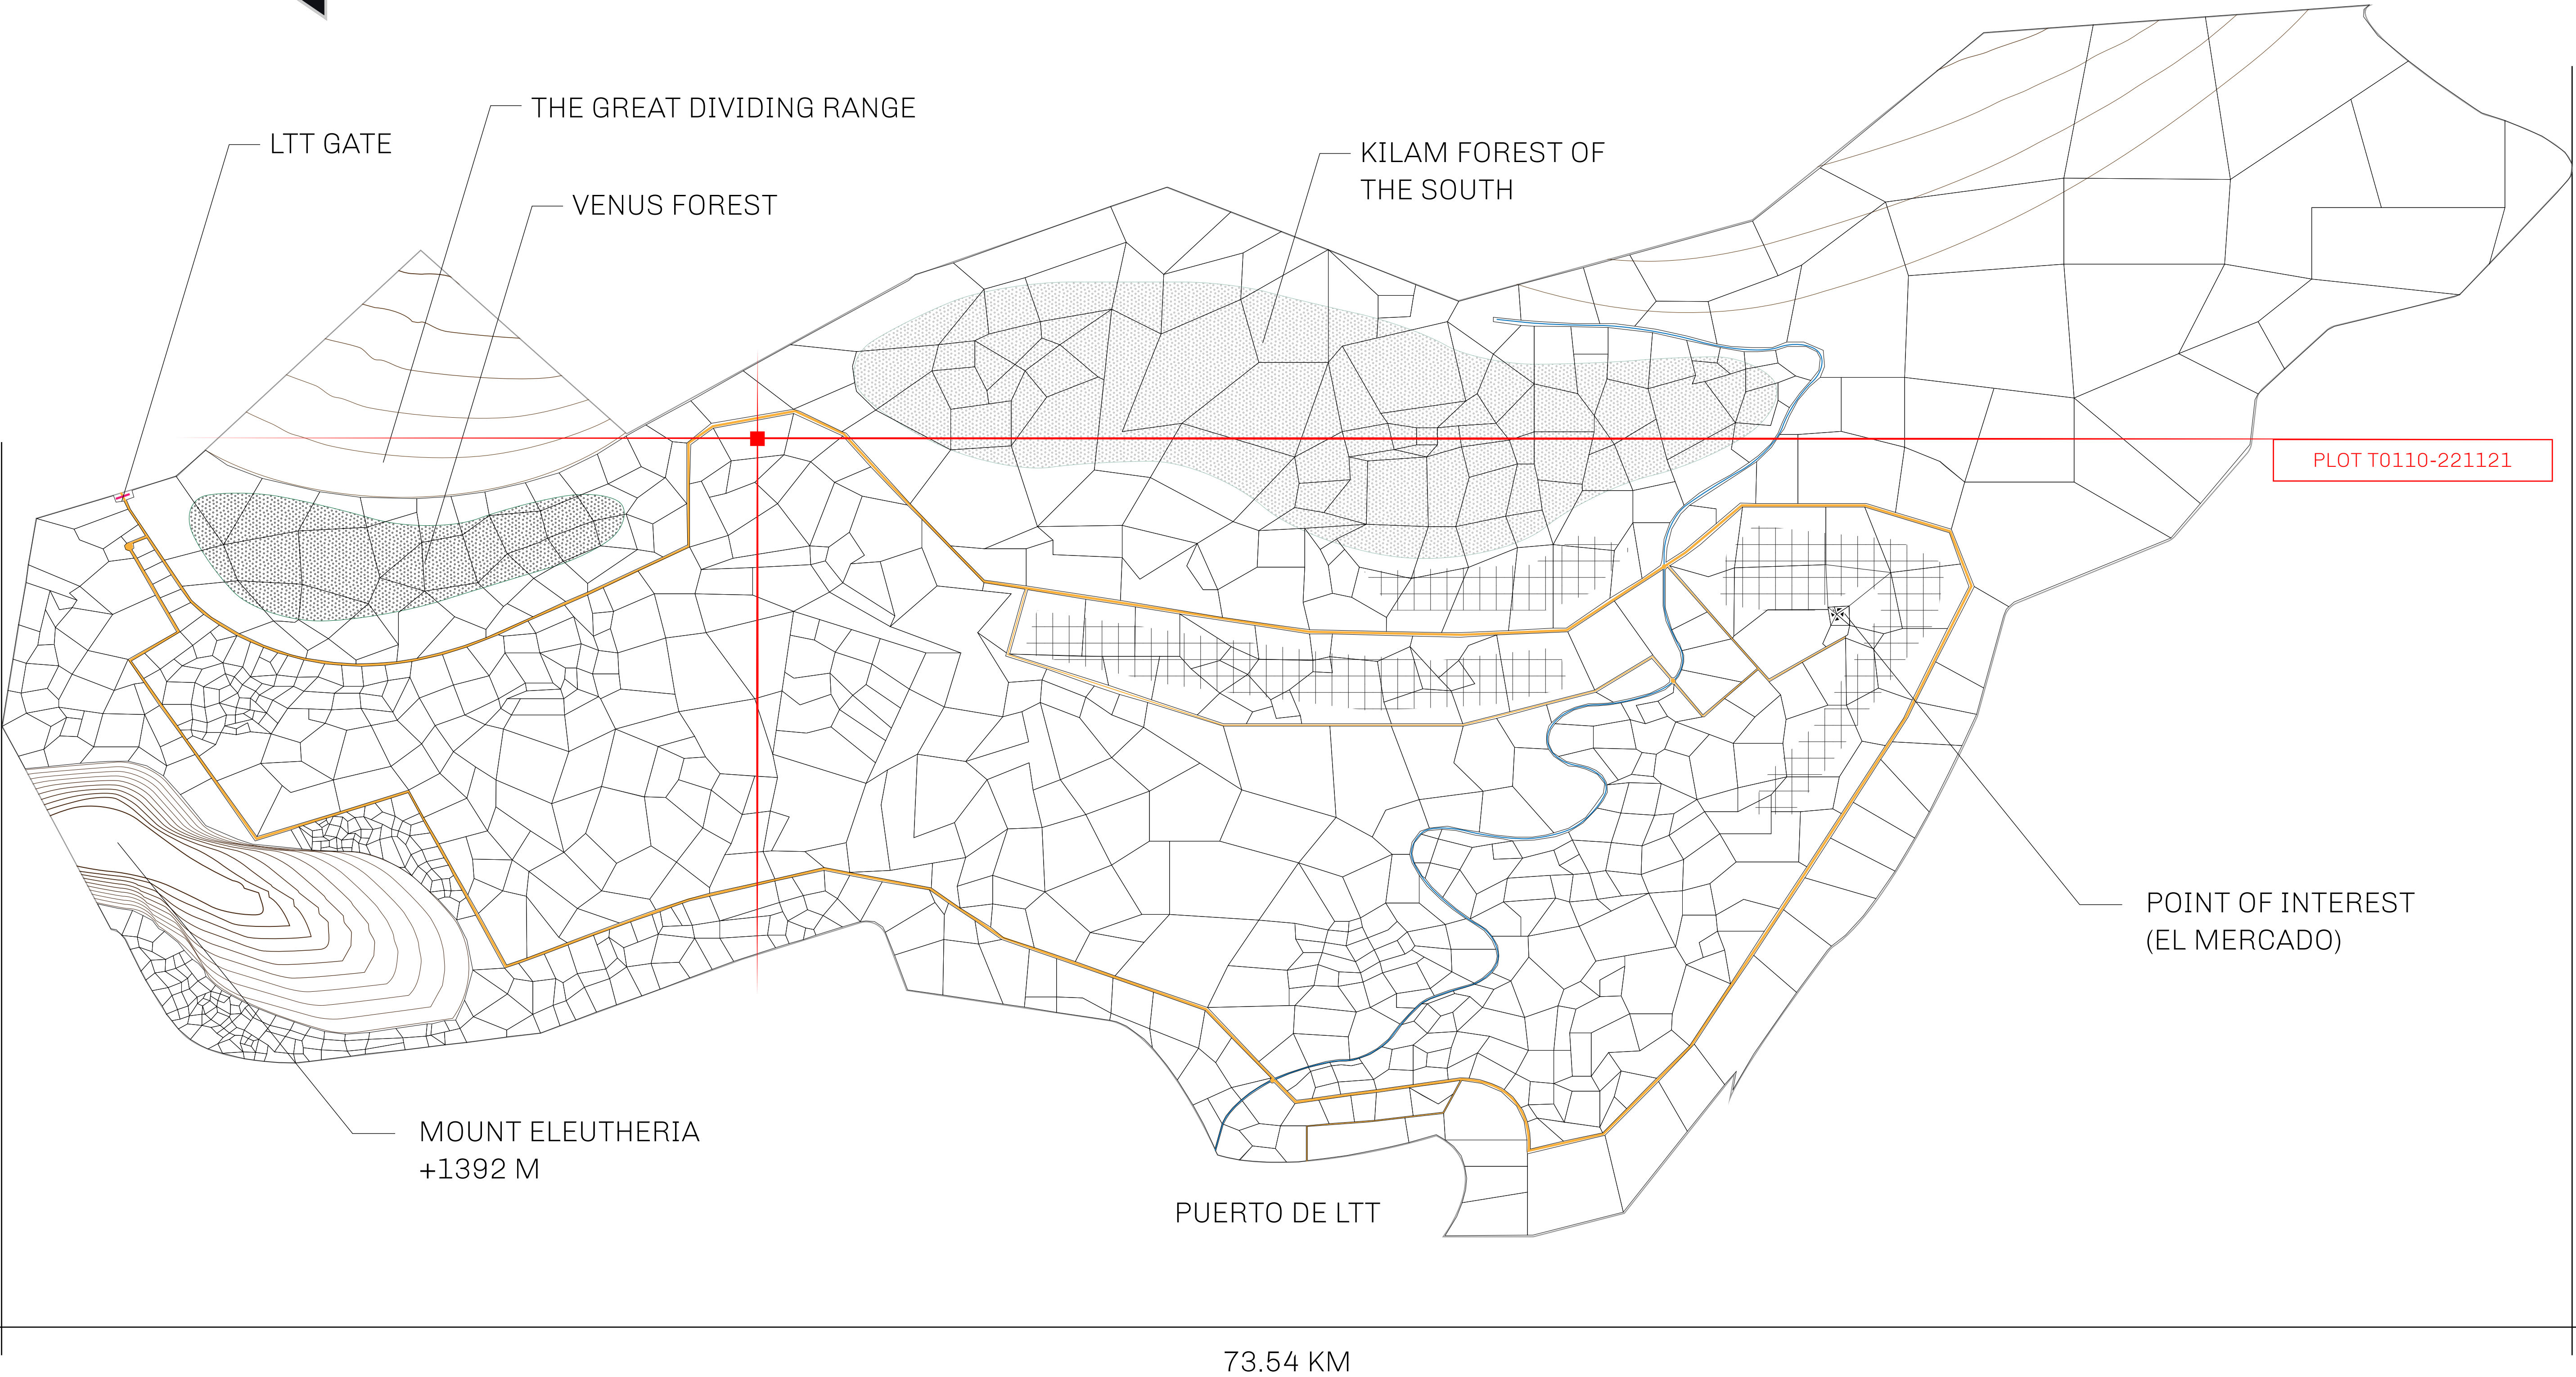 THE GREAT DIVIDING RANGE
LTT GATE
KILAM FOREST OF
THE SOUTH
VENUS FOREST
PLOT T0110-221121
POINT OF INTEREST
(EL MERCADO)
MOUNT ELEUTHERIA
+1392 M
PUERTO DE LTT
73.54 KM